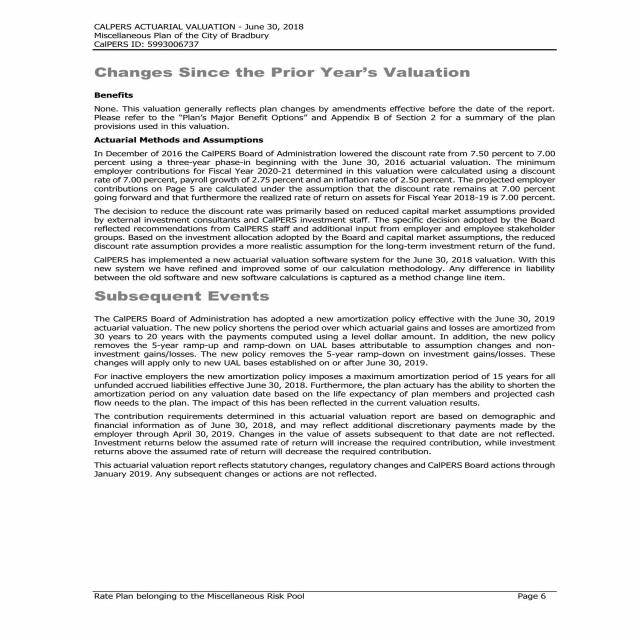 CALPERS ACTUARIAL VALUATION - June 30, 2018
Miscellaneous Plan of the City of Bradbury
CalPERS ID: 5993006737
Changes Since the Prior Year's Valuation
Benefits
None. This valuation generally reflects plan changes by amendments effective before the date of the report.
Please refer to the "Plan's Major Benefit Options" and Appendix B of Section 2 for a summary of the plan
provisions used in this valuation.
Actuarial Methods and Assumptions
In December of 2016 the CalPERS Board of Administration lowered the discount rate from 7.50 percent to 7.00
percent using a three-year phase-in beginning with the June 30, 2016 actuarial valuation. The minimum
employer contributions for Fiscal Year 2020-21 determined in this valuation were calculated using a discount
rate of 7.00 percent, payroll growth of 2.75 percent and an inflation rate of 2.50 percent. The projected employer
contributions on Page 5 are calculated under the assumption that the discount rate remains at 7.00 percent
going forward and that furthermore the realized rate of return on assets for Fiscal Year 2018-19 is 7.00 percent.
The decision to reduce the discount rate was primarily based on reduced capital market assumptions provided
by external investment consultants and CalPERS investment staff. The specific decision adopted by the Board
reflected recommendations from CalPERS staff and additional input from employer and employee stakeholder
groups. Based on the investment allocation adopted by the Board and capital market assumptions, the reduced
discount rate assumption provides a more realistic assumption for the long-term investment return of the fund.
CalPERS has implemented a new actuarial valuation software system for the June 30, 2018 valuation. With this
new system we have refined and improved some of our calculation methodology. Any difference in liability
between the old software and new software calculations is captured as a method change line item.
Subsequent Events
The CalPERS Board of Administration has adopted a new amortization policy effective with the June 30, 2019
actuarial valuation. The new policy shortens the period over which actuarial gains and losses are amortized from
30 years to 20 years with the payments computed using a level dollar amount. In addition, the new policy
removes the 5-year ramp-up and ramp-down on UAL bases attributable to assumption changes and non-
investment gains/losses. The new policy removes the 5-year ramp-down on investment gains/losses. These
changes will apply only to new UAL bases established on or after June 30, 2019.
For inactive employers the new amortization policy imposes a maximum amortization period of 15 years for all
unfunded accrued liabilities effective June 30, 2018. Furthermore, the plan actuary has the ability to shorten the
amortization period on any valuation date based on the life expectancy of plan members and projected cash
flow needs to the plan. The impact of this has been reflected in the current valuation results.
The contribution requirements determined in this actuarial valuation report are based on demographic and
financial information as of June 30, 2018, and may reflect additional discretionary payments made by the
employer through April 30, 2019. Changes in the value of assets subsequent to that date are not reflected.
Investment returns below the assumed rate of return will increase the required contribution, while investment
returns above the assumed rate of return will decrease the required contribution.
This actuarial valuation report reflects statutory changes, regulatory changes and CalPERS Board actions through
January 2019. Any subsequent changes or actions are not reflected.
Rate Plan belonging to the Miscellaneous Risk Pool Page 6